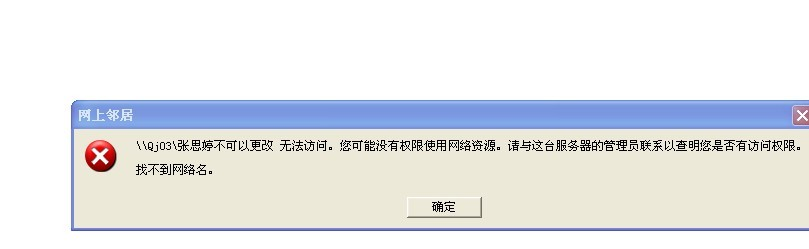 网上邻居
\\Qj03\张思婷不可以更改 无法访问。您可能没有权限使用网络资源。请与这台服务器的管理员联系以查明您是否有访问权限。
找不到网络名。
确定